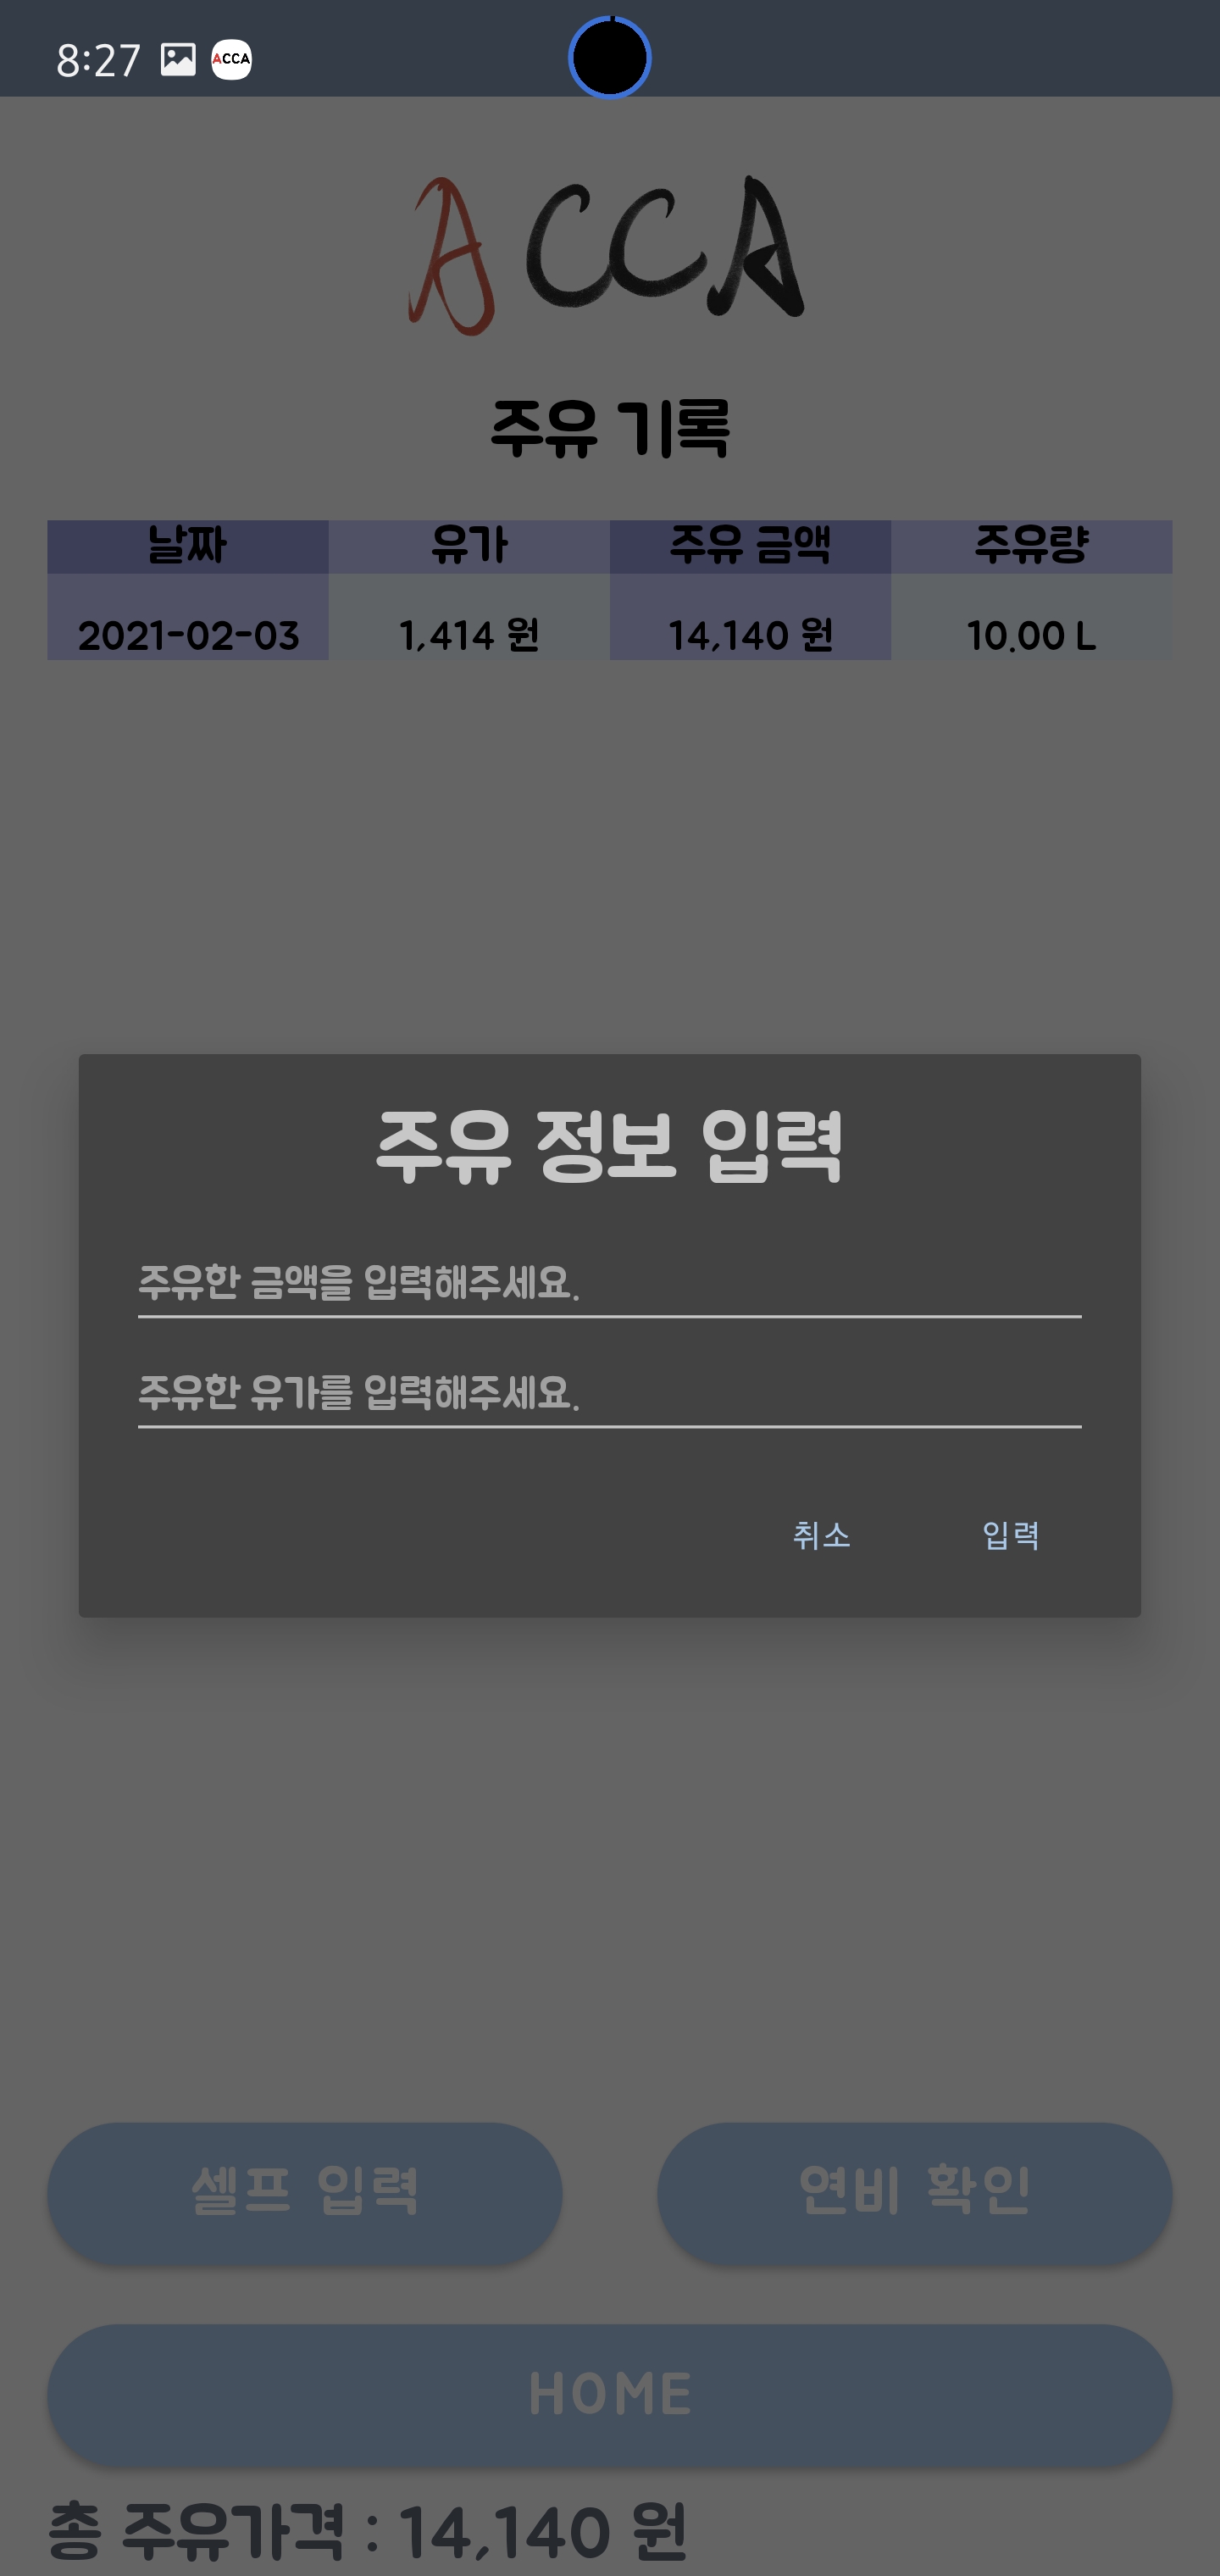 8:27 ACCA
ACCA
주유 기록
날짜 유가 주유 금액 주유량
2021-02-03 1,414 원 14,140 원 10.00 L
주유 정보 입력
주유한 금액을 입력해주세요.
주유한 유가를 입력해주세요.
취소 입력
셀프 입력 연비 확인
HOME
총 주유가격 : 14,140 원